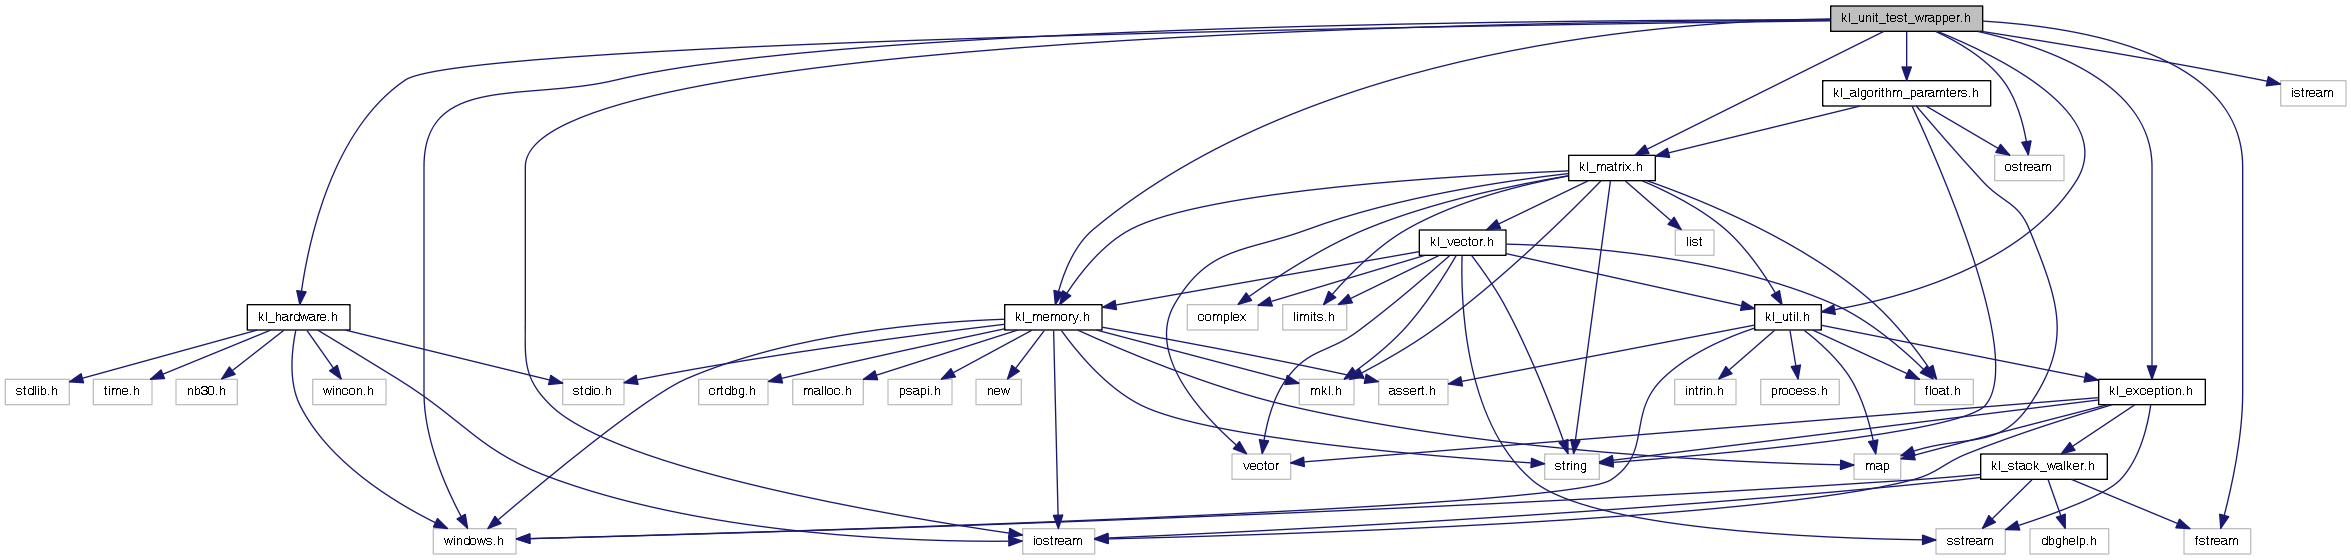 kl_unit_test_wrapper.h
kl_algorithm_paramters.h
istream
kl_matrix.h
ostream
kl_vector.h
list
kl_hardware.h
kl_memory.h
complex
limits.h
kl_util.h
stdlib.h
time.h
nb30.h
wincon.h
stdio.h
crtdbg.h
malloc.h
psapi.h
new
mkl.h
assert.h
intrin.h
process.h
float.h
kl_exception.h
vector
string
map
kl_stack_walker.h
windows.h
iostream
sstream
dbghelp.h
fstream